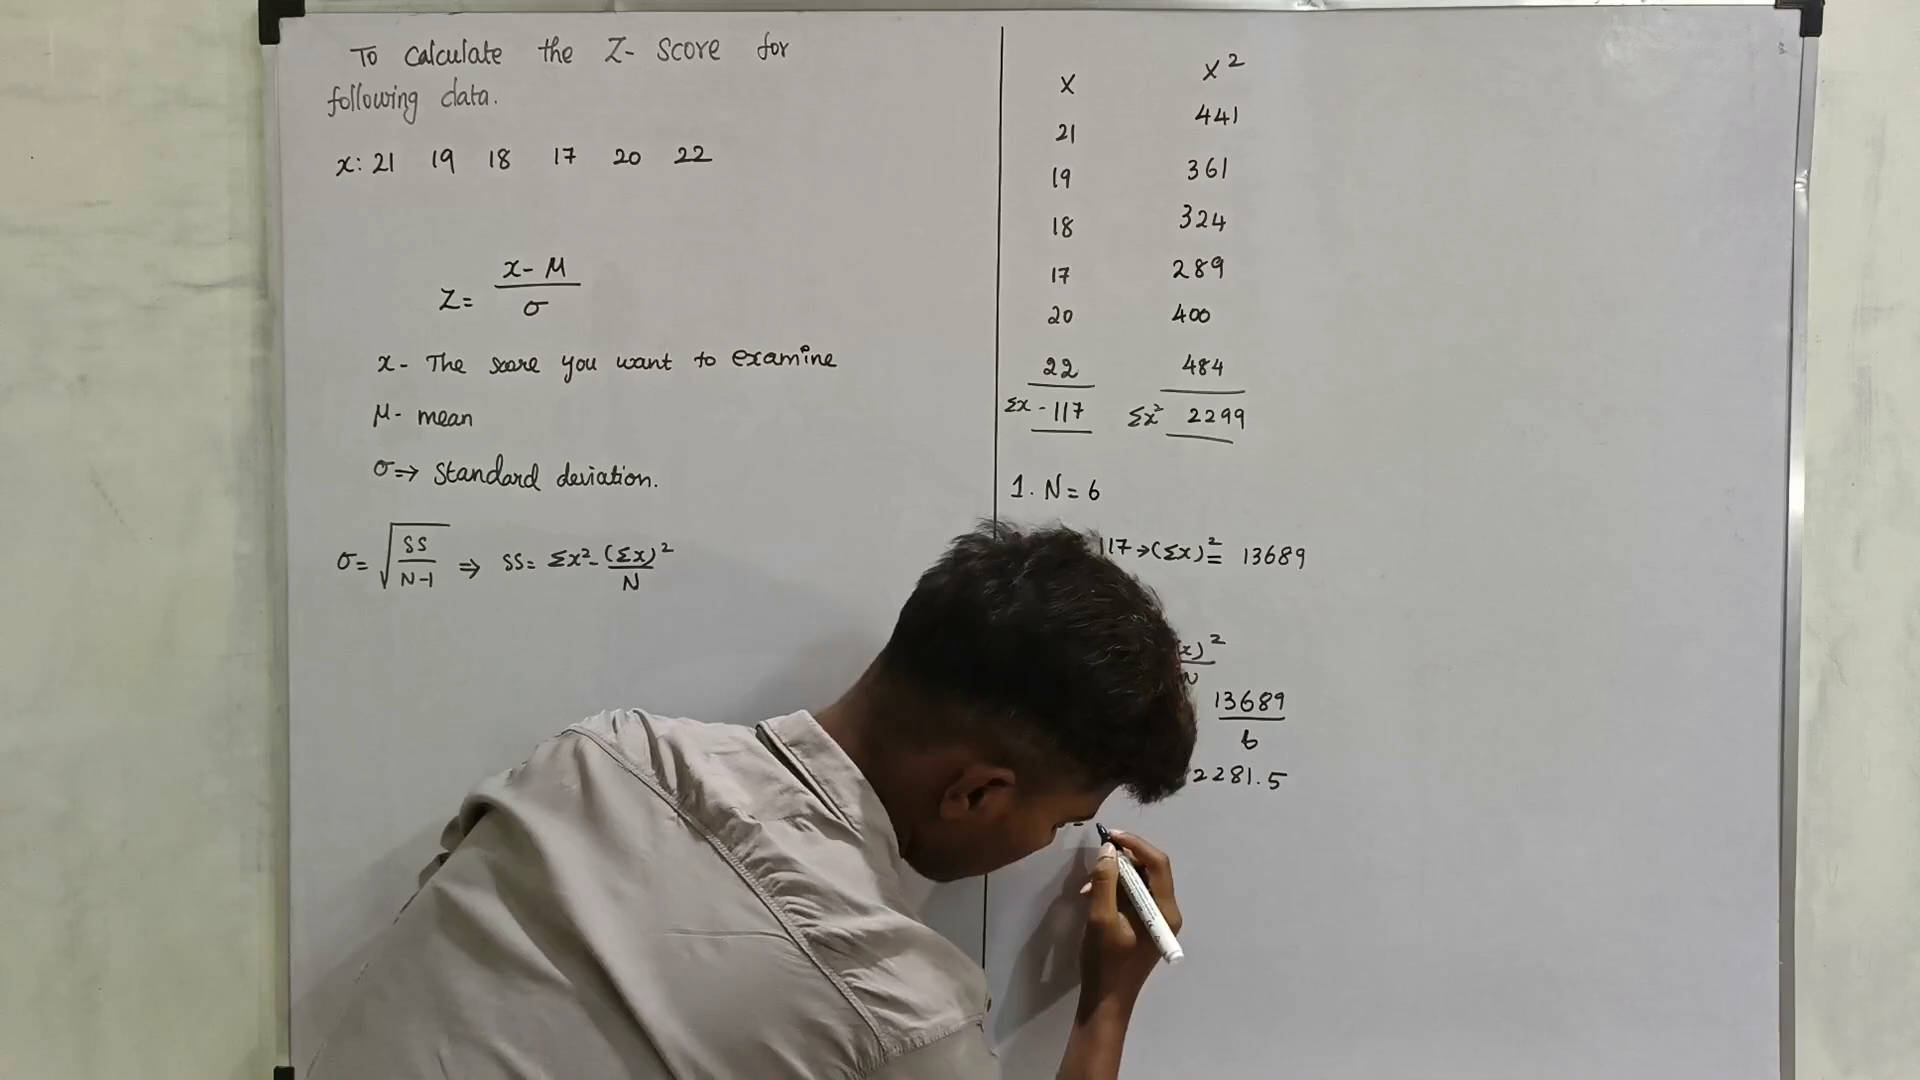 To calculate the Z- score for
following data.
x: 21 19 18 17 20 22
Z= x- M / σ
x- The score you want to examine
M- mean
σ⇒ Standard deviation.
σ= √SS / N-1 ⇒ SS= Σx²- (Σx)² / N
X X²
21 441
19 361
18 324
17 289
20 400
22 484
Σx - 117 Σx² 2299
1. N= 6
117→(Σx)²= 13689
x)²
N
13689
6
2281.5
=